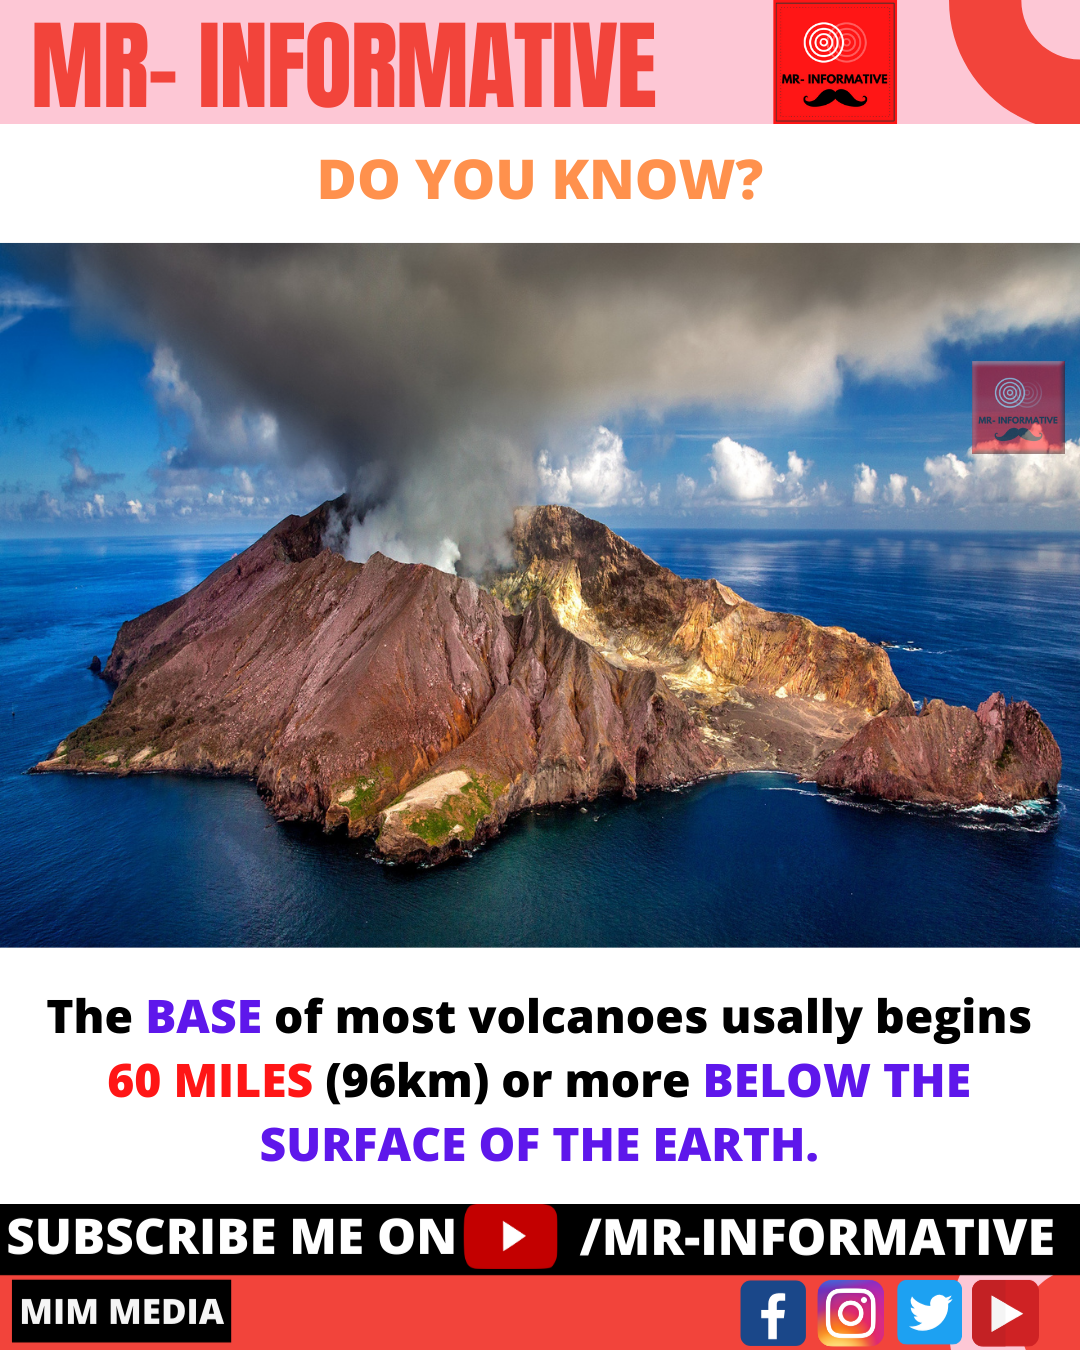 MR- INFORMATIVE
MR- INFORMATIVE
DO YOU KNOW?
MR- INFORMATIVE
The BASE of most volcanoes usally begins
60 MILES (96km) or more BELOW THE
SURFACE OF THE EARTH.
SUBSCRIBE ME ON /MR-INFORMATIVE
MIM MEDIA